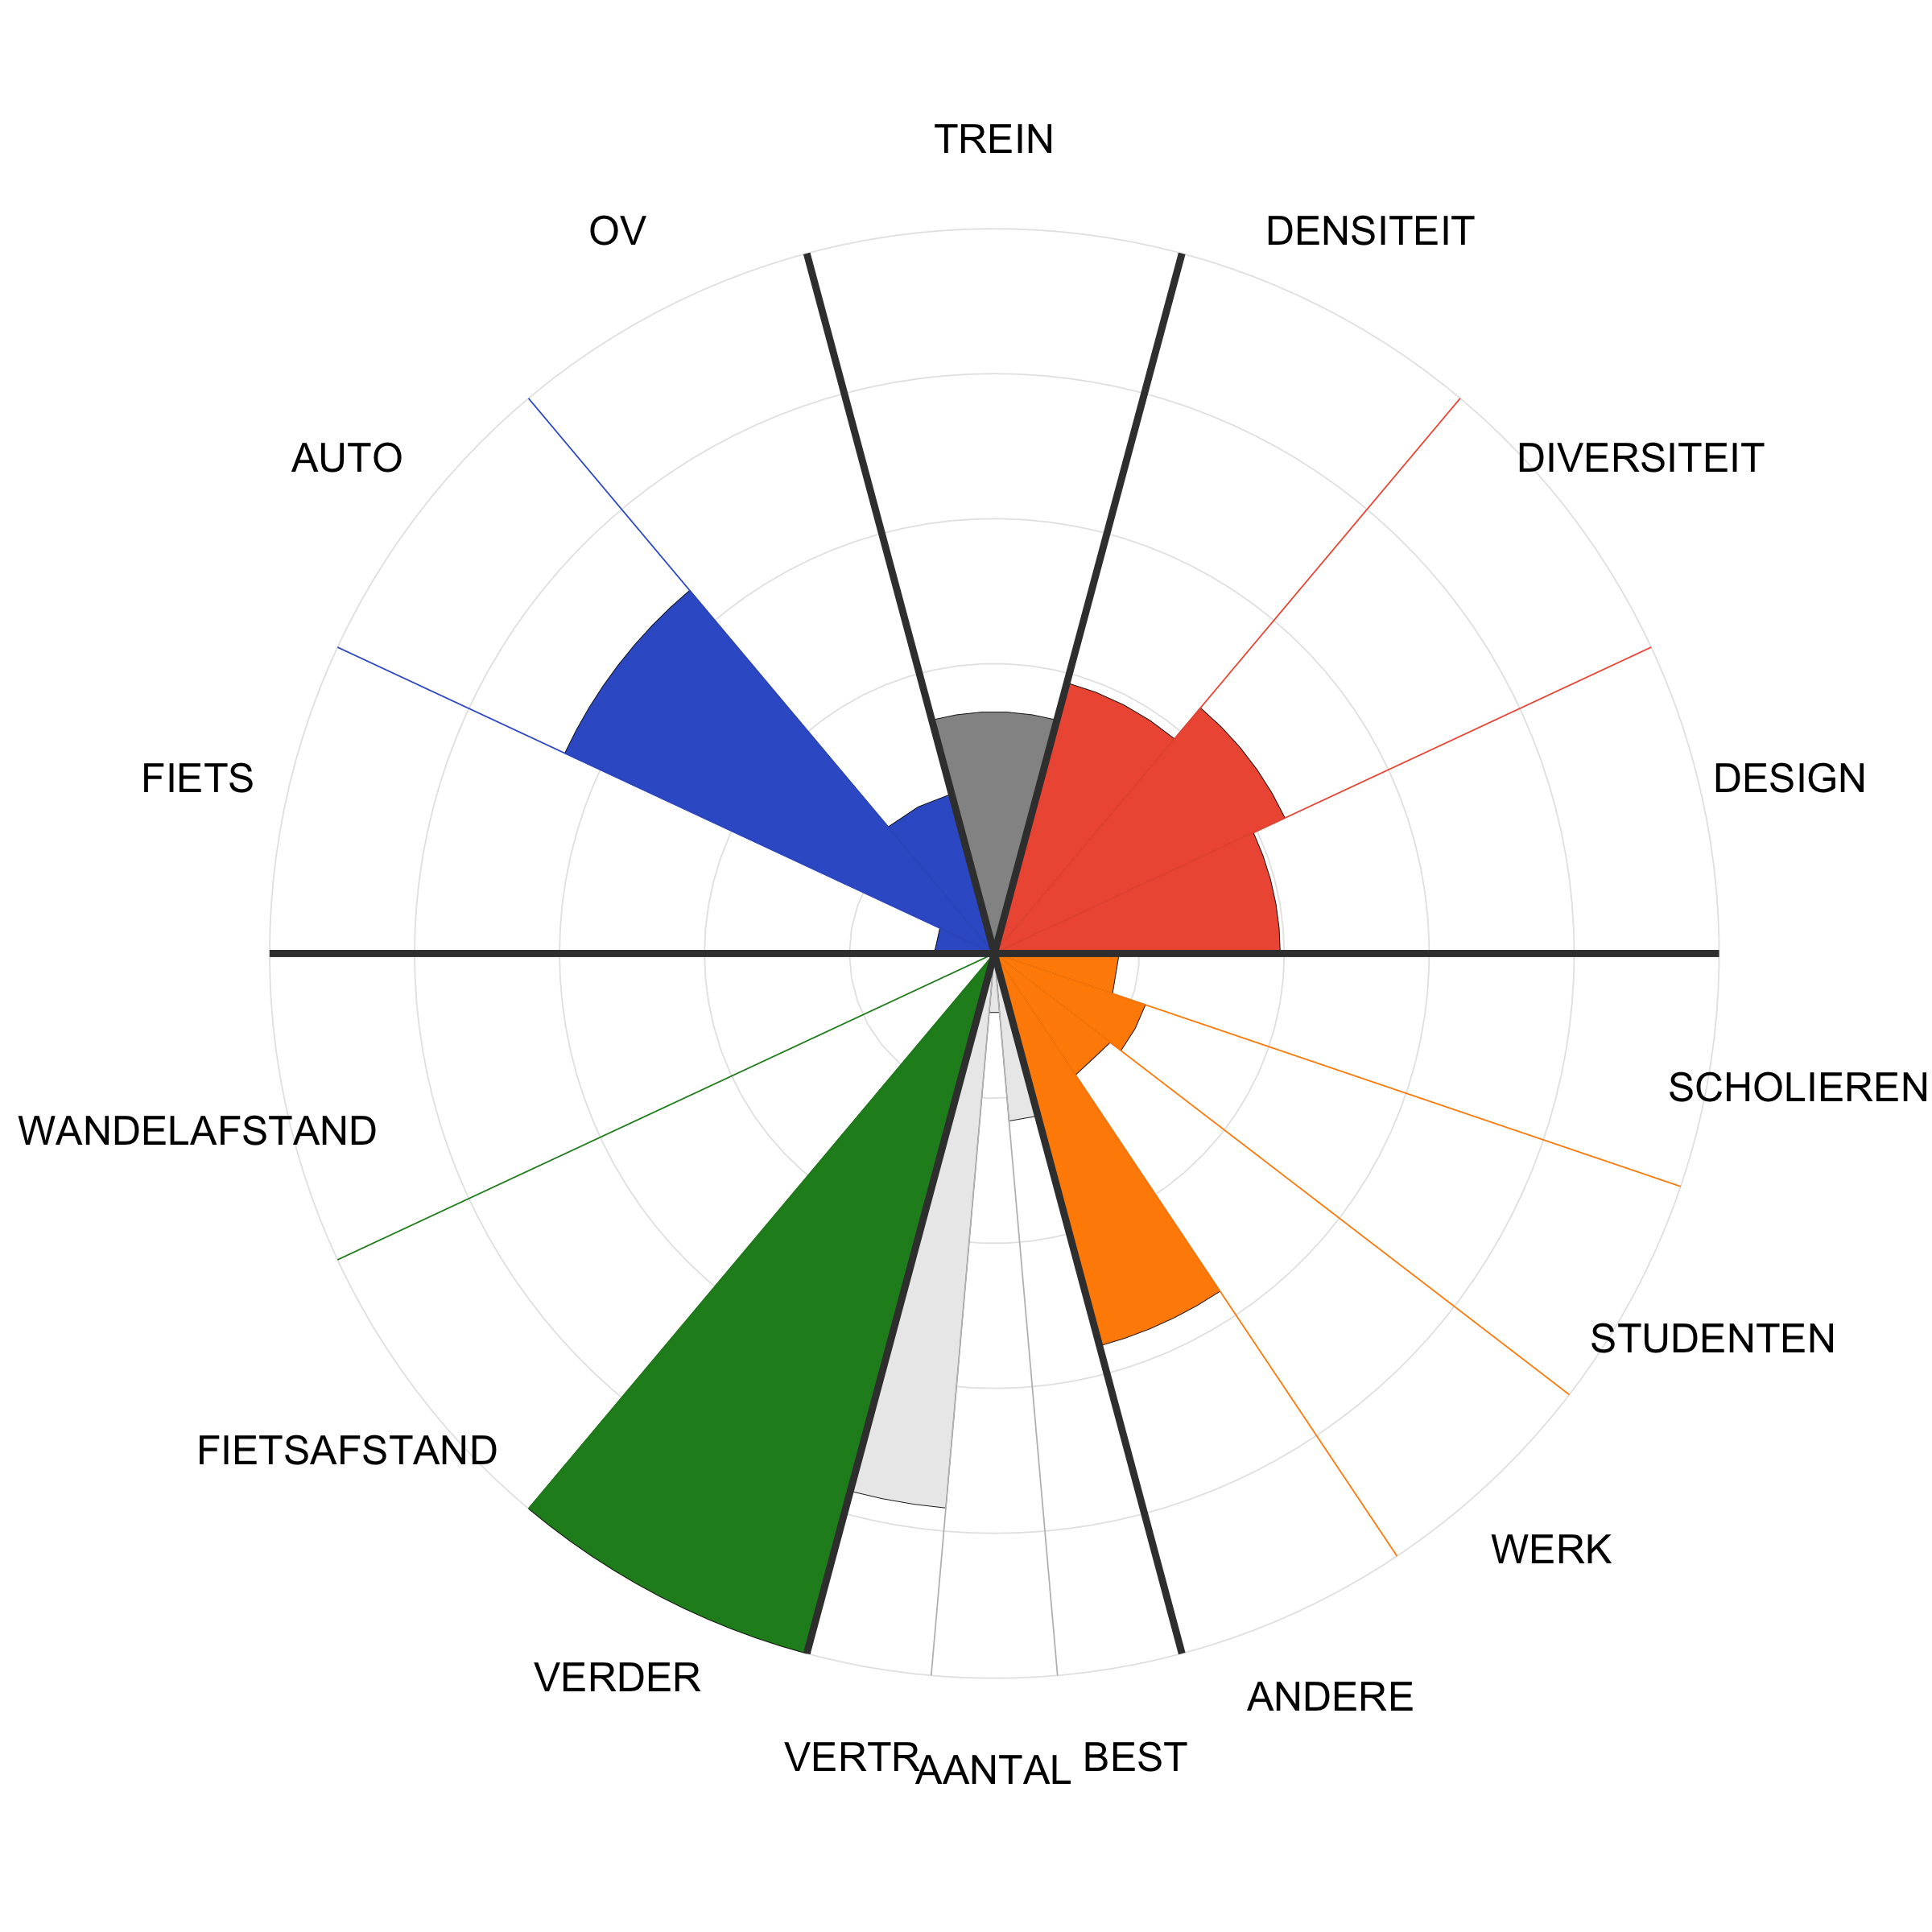 TREIN
OV
DENSITEIT
AUTO
DIVERSITEIT
FIETS
DESIGN
SCHOLIEREN
WANDELAFSTAND
STUDENTEN
FIETSAFSTAND
WERK
VERDER
ANDERE
VERTR
AANTAL
BEST